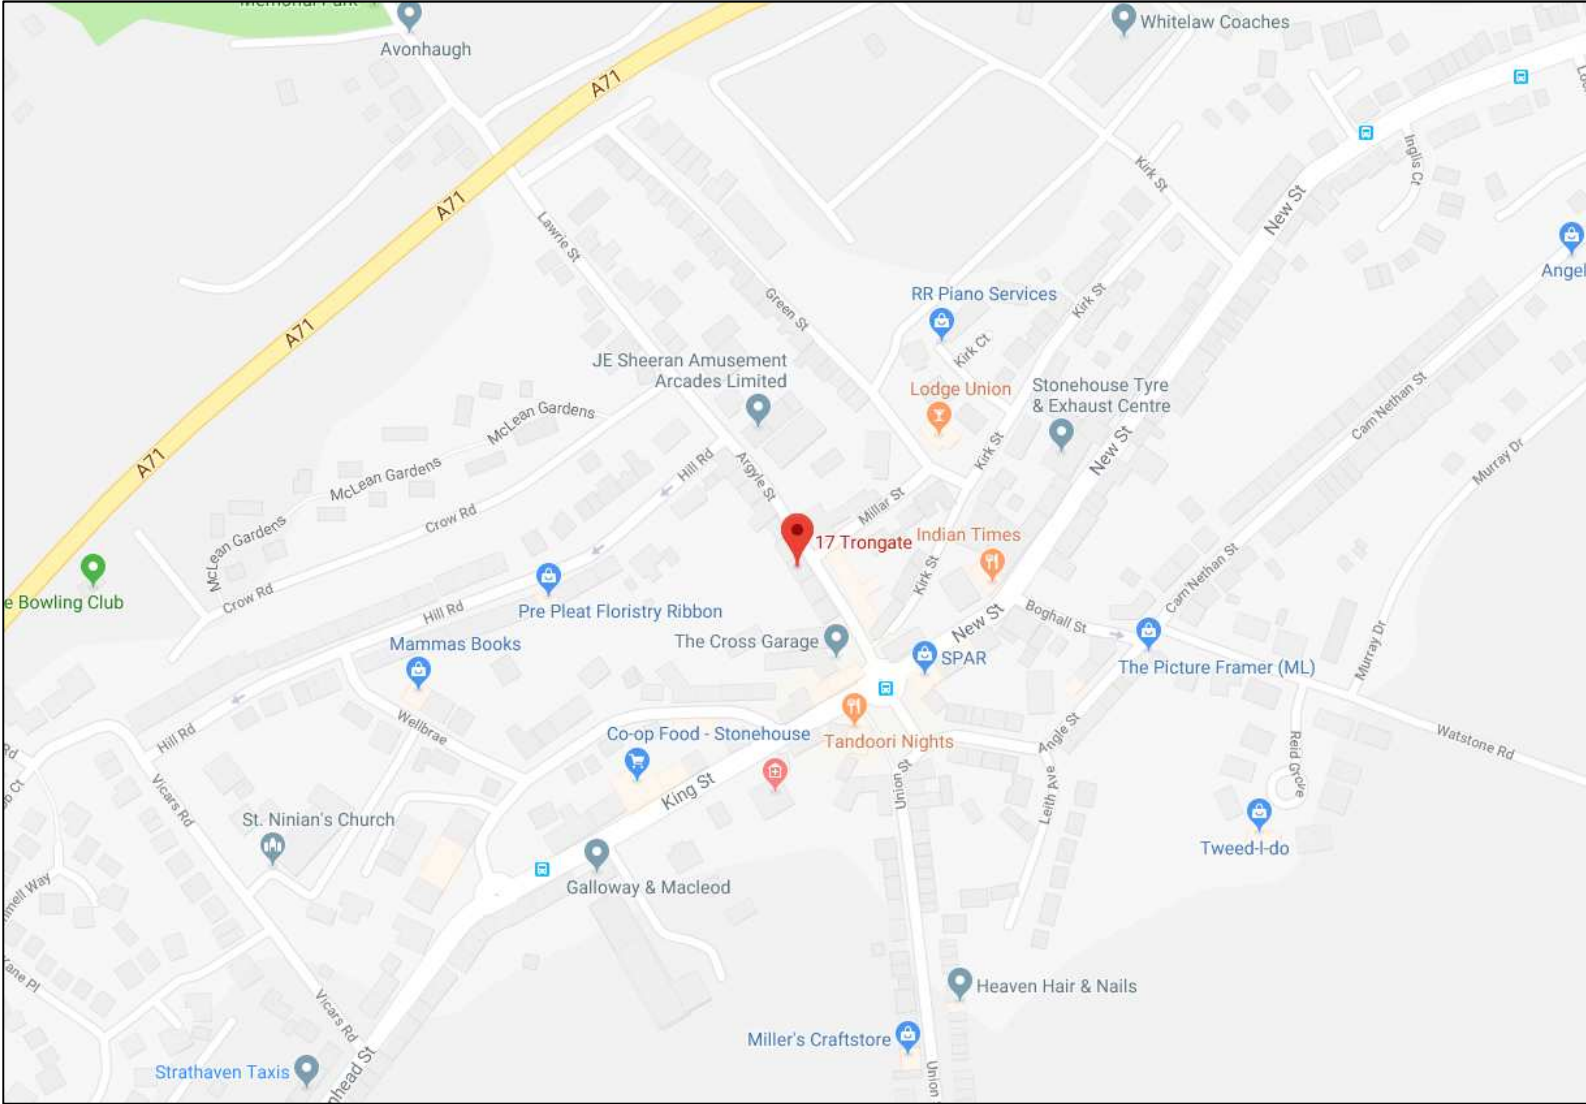 Memorial Park
Avonhaugh
Whitelaw Coaches
A71
A71
A71
A71
Lawrie St
Green St
Kirk St
New St
Inglis Ct
Angel
RR Piano Services
Kirk Ct
Kirk St
JE Sheeran Amusement
Arcades Limited
Lodge Union
Stonehouse Tyre
& Exhaust Centre
McLean Gardens
McLean Gardens
McLean Gardens
Crow Rd
Crow Rd
Hill Rd
Argyle St
Kirk St
New St
Cam'Nethan St
Murray Dr
Millar St
17 Trongate
Indian Times
e Bowling Club
Hill Rd
Pre Pleat Floristry Ribbon
Kirk St
New St
Boghall St
Cam'Nethan St
Mammas Books
The Cross Garage
SPAR
The Picture Framer (ML)
Murray Dr
Hill Rd
Wellbrae
Co-op Food - Stonehouse
Tandoori Nights
Angle St
Watstone Rd
Rd
Vicars Rd
King St
Union St
Leith Ave
Reid Grove
St. Ninian's Church
Tweed-I-do
Galloway & Macleod
Kane Pl
Vicars Rd
Heaven Hair & Nails
Miller's Craftstore
Strathaven Taxis
nhead St
Union